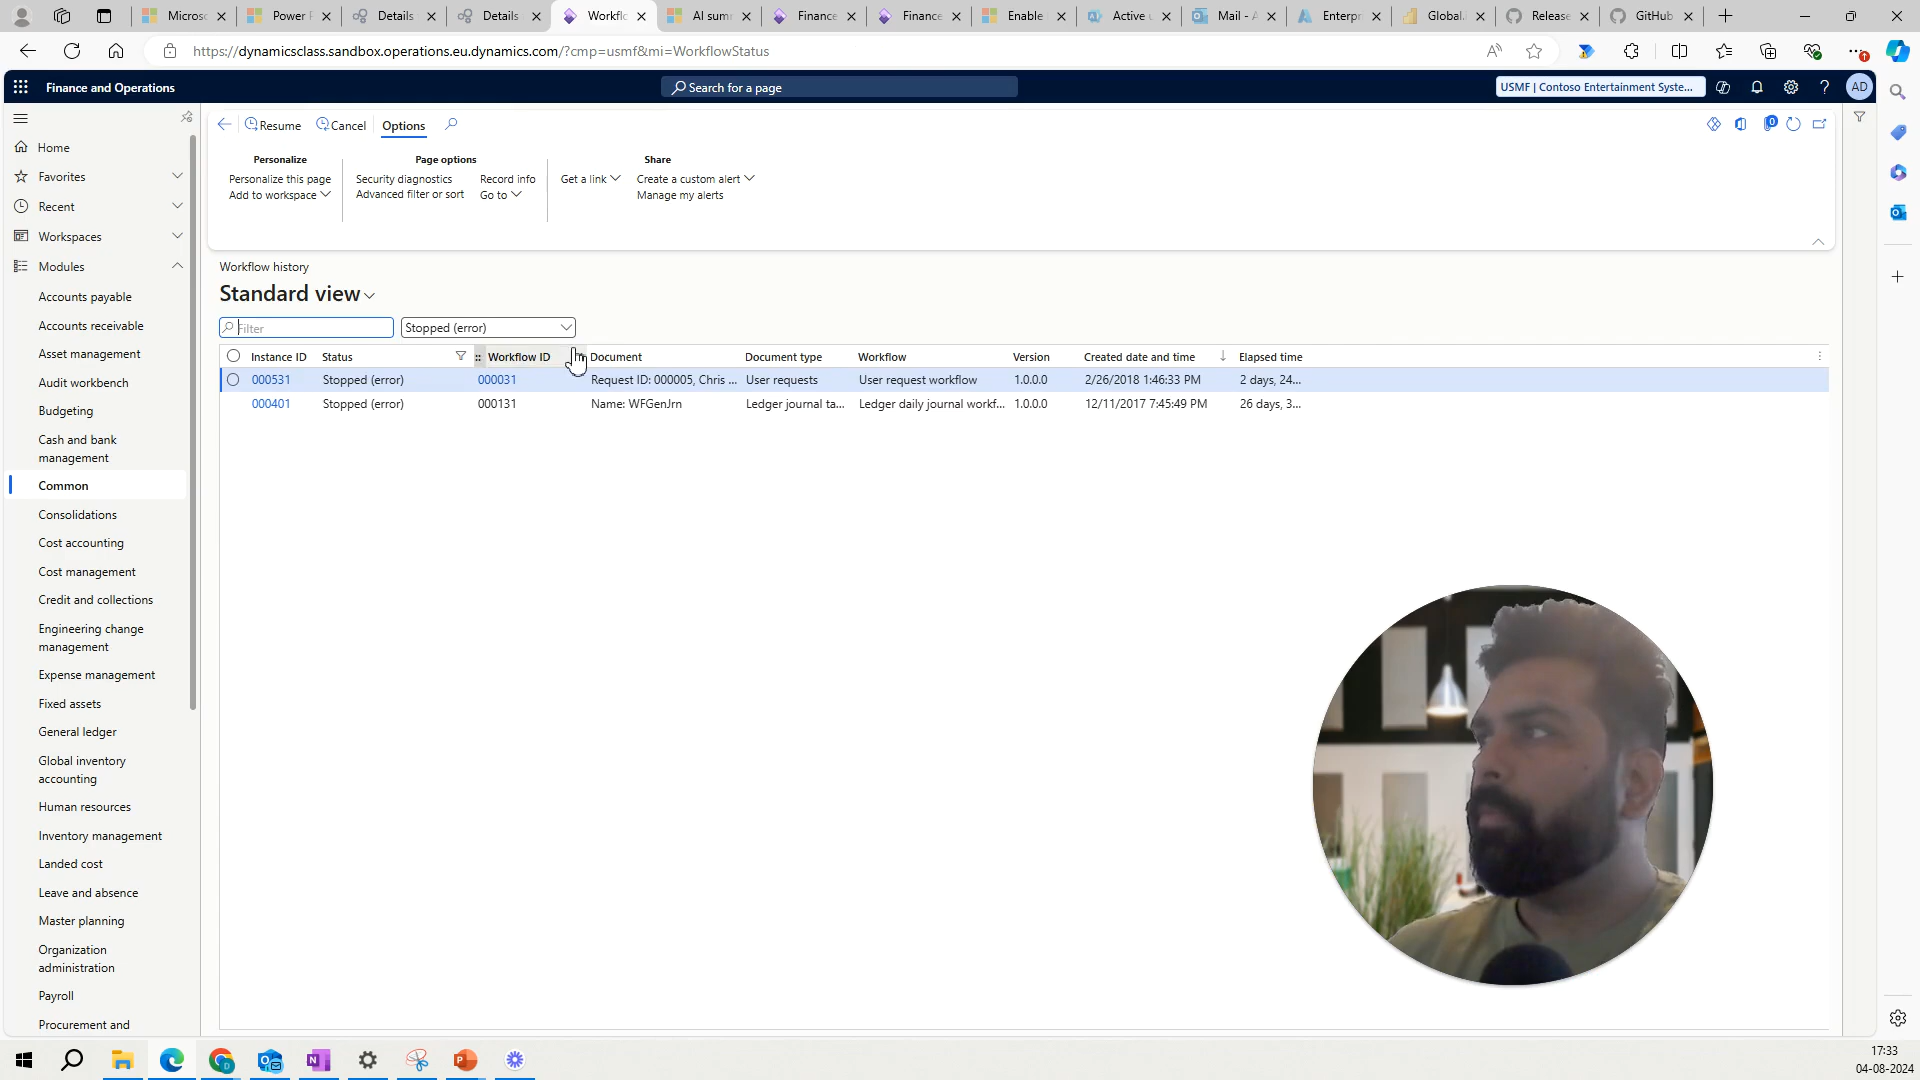 Microsc
Power F
Details
Details
Workflc
AI sum
Finance
Finance
Enable
Active u
Mail - A
Enterpr
Global.
Release
GitHub
https://dynamicsclass.sandbox.operations.eu.dynamics.com/?cmp=usmf&mi=WorkflowStatus
Finance and Operations
Search for a page
USMF | Contoso Entertainment Syste...
AD
Resume
Cancel
Options
0
Personalize
Personalize this page
Add to workspace
Page options
Security diagnostics
Advanced filter or sort
Record info
Go to
Share
Get a link
Create a custom alert
Manage my alerts
Home
Favorites
Recent
Workspaces
Modules
Accounts payable
Accounts receivable
Asset management
Audit workbench
Budgeting
Cash and bank
management
Common
Consolidations
Cost accounting
Cost management
Credit and collections
Engineering change
management
Expense management
Fixed assets
General ledger
Global inventory
accounting
Human resources
Inventory management
Landed cost
Leave and absence
Master planning
Organization
administration
Payroll
Procurement and
Workflow history
Standard view
Filter
Stopped (error)
Instance ID Status Workflow ID Document Document type Workflow Version Created date and time Elapsed time
000531 Stopped (error) 000031 Request ID: 000005, Chris ... User requests User request workflow 1.0.0.0 2/26/2018 1:46:33 PM 2 days, 24...
000401 Stopped (error) 000131 Name: WFGenJrn Ledger journal ta... Ledger daily journal workf... 1.0.0.0 12/11/2017 7:45:49 PM 26 days, 3...
17:33
04-08-2024